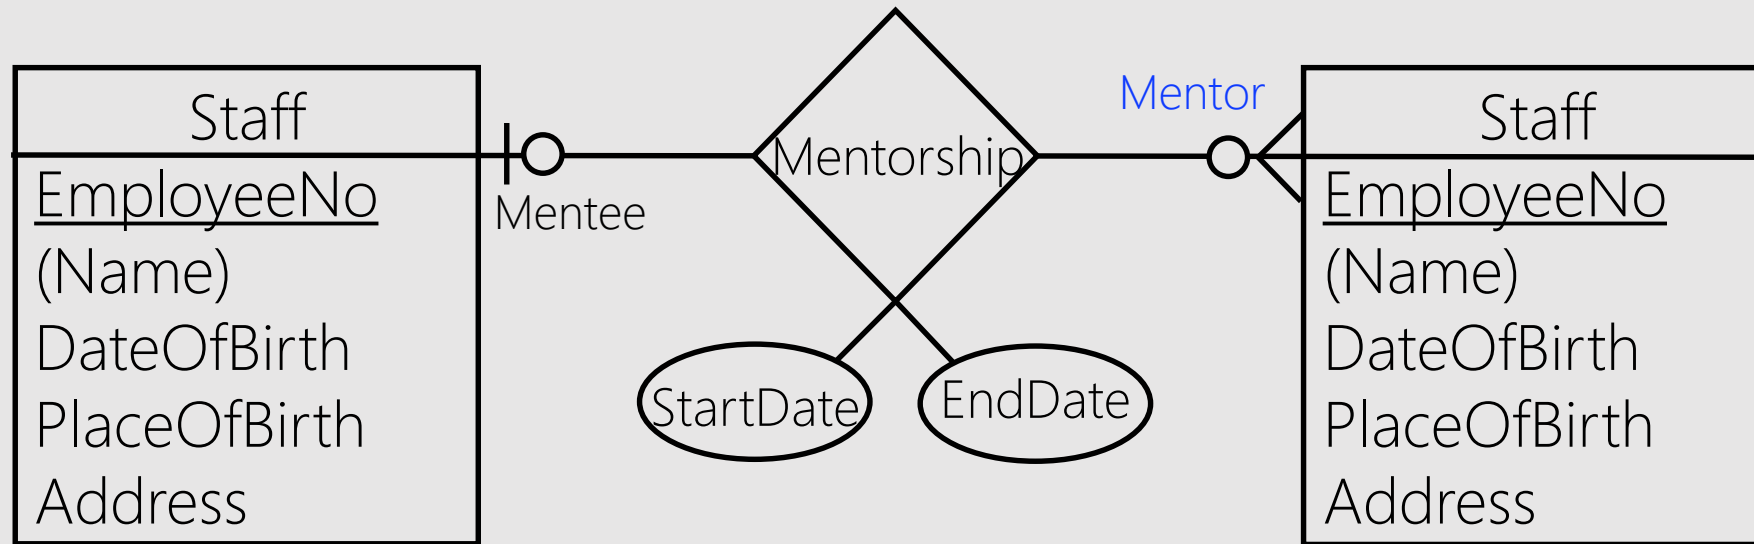 Staff
EmployeeNo
(Name)
DateOfBirth
PlaceOfBirth
Address
Mentee
Mentorship
StartDate
EndDate
Mentor
Staff
EmployeeNo
(Name)
DateOfBirth
PlaceOfBirth
Address